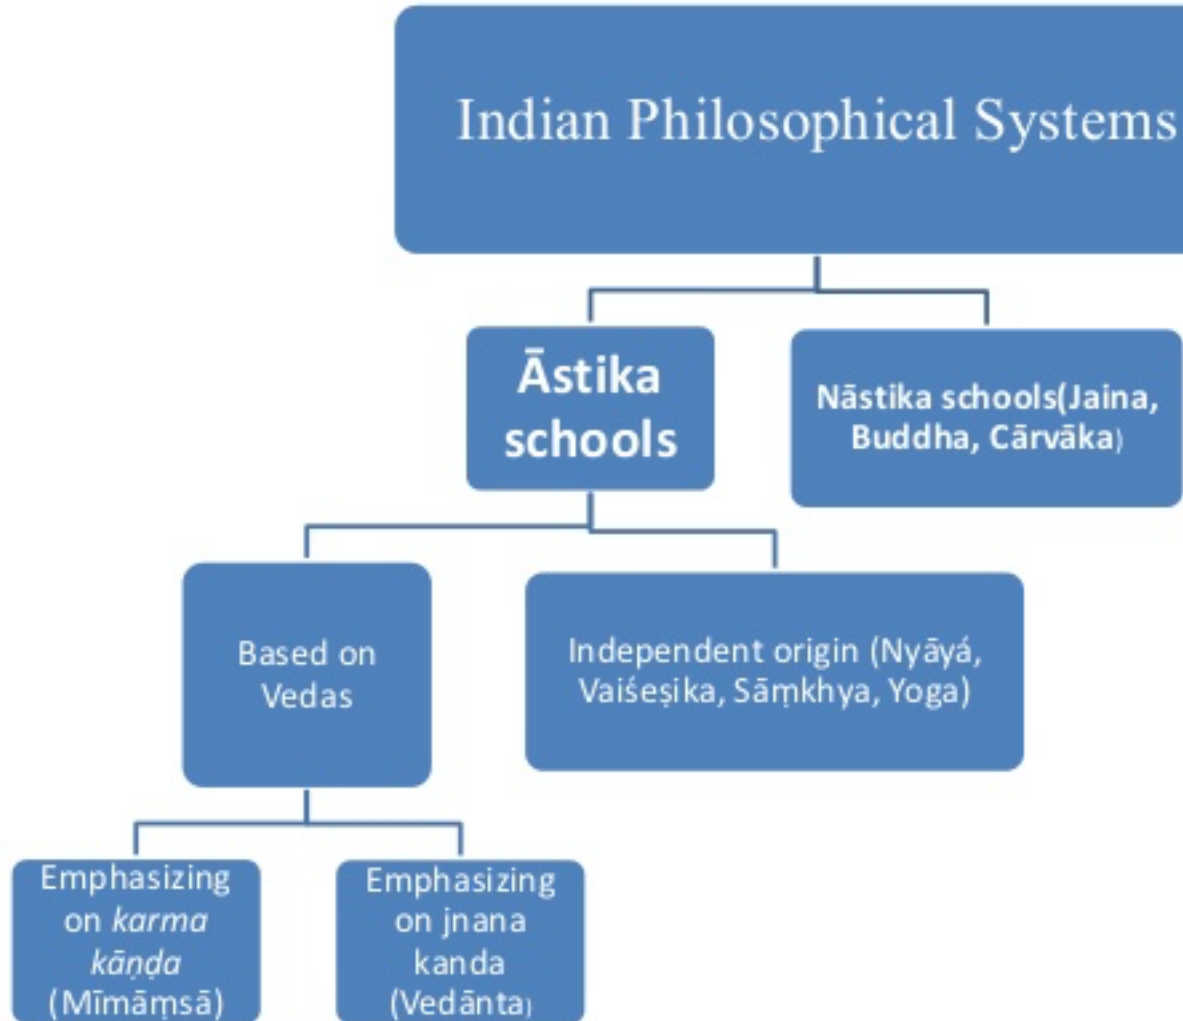 Indian Philosophical Systems
Āstika
schools
Nāstika schools(Jaina,
Buddha, Cārvāka)
Based on
Vedas
Independent origin (Nyāyá,
Vaiśeṣika, Sāṃkhya, Yoga)
Emphasizing
on karma
kāṇḍa
(Mīmāṃsā)
Emphasizing
on jnana
kanda
(Vedānta)